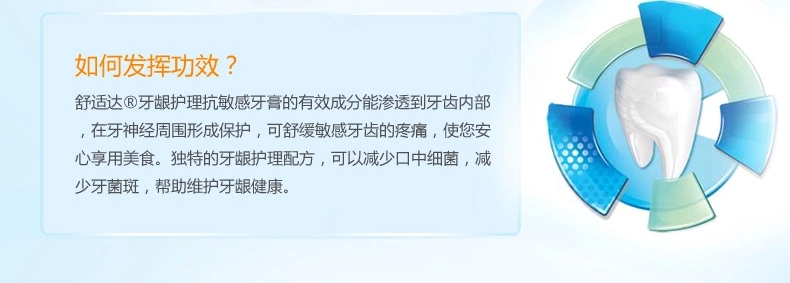 如何发挥功效？
舒适达®牙龈护理抗敏感牙膏的有效成分能渗透到牙齿内部
，在牙神经周围形成保护，可舒缓敏感牙齿的疼痛，使您安
心享用美食。独特的牙龈护理配方，可以减少口中细菌，减
少牙菌斑，帮助维护牙龈健康。